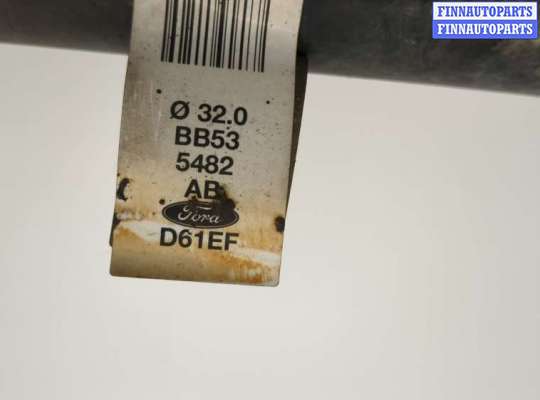 FINNAUTOPARTS
FINNAUTOPARTS
Ø 32.0
BB53
5482
AB
Ford
D61EF